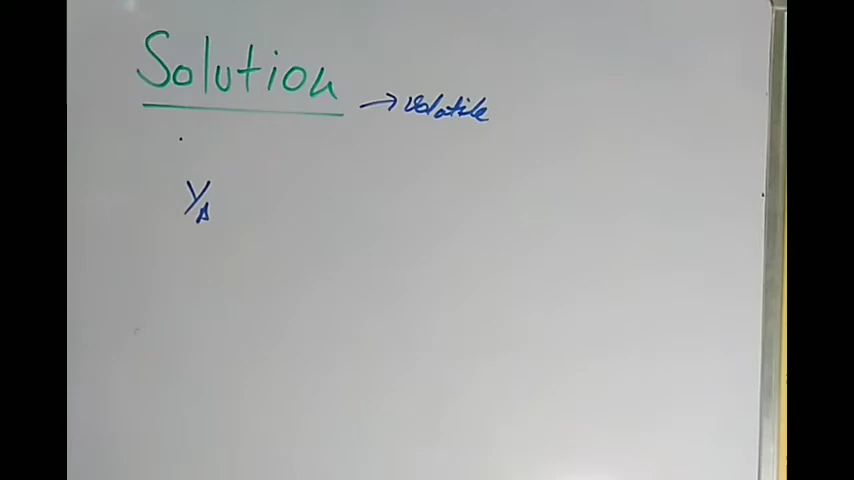 Solution
→ volatile
Y_A